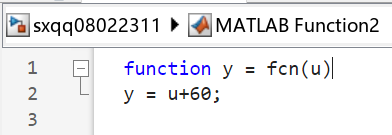 sxqq08022311 ▶ MATLAB Function2
1 function y = fcn(u)
2 y = u+60;
3